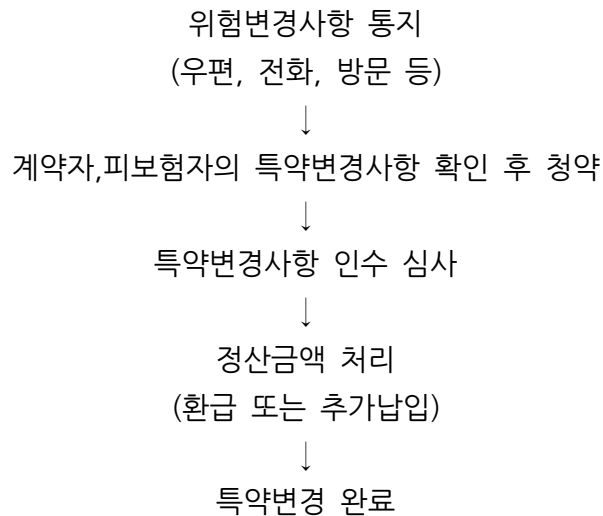 위험변경사항 통지
(우편, 전화, 방문 등)
↓
계약자,피보험자의 특약변경사항 확인 후 청약
↓
특약변경사항 인수 심사
↓
정산금액 처리
(환급 또는 추가납입)
↓
특약변경 완료